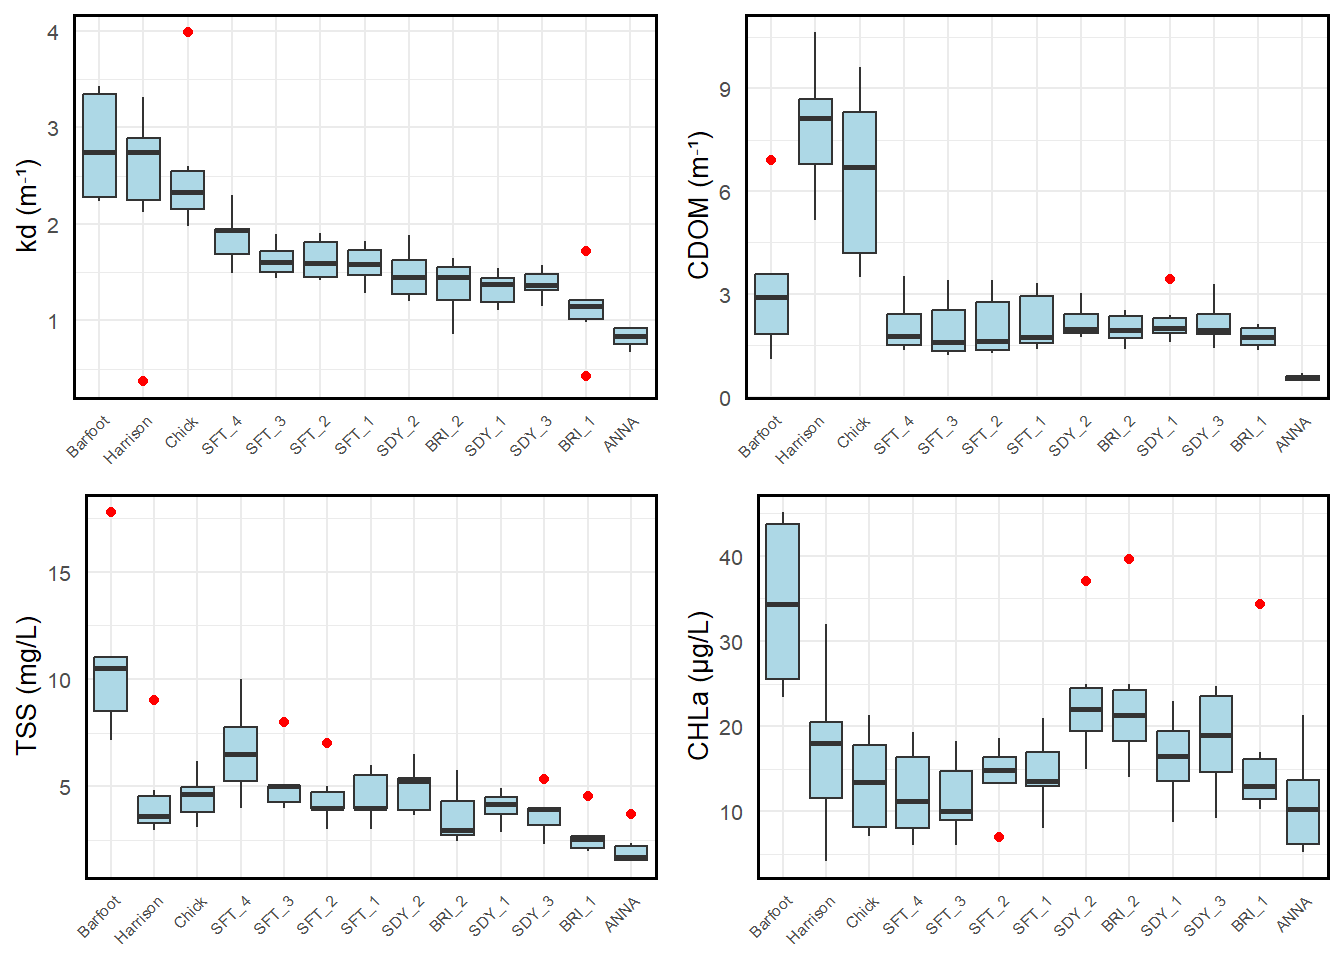 kd (m⁻¹)
4
3
2
1
Barfoot
Harrison
Chick
SFT_4
SFT_3
SFT_2
SFT_1
SDY_2
BRI_2
SDY_1
SDY_3
BRI_1
ANNA
CDOM (m⁻¹)
9
6
3
0
Barfoot
Harrison
Chick
SFT_4
SFT_3
SFT_2
SFT_1
SDY_2
BRI_2
SDY_1
SDY_3
BRI_1
ANNA
TSS (mg/L)
15
10
5
Barfoot
Harrison
Chick
SFT_4
SFT_3
SFT_2
SFT_1
SDY_2
BRI_2
SDY_1
SDY_3
BRI_1
ANNA
CHLa (µg/L)
40
30
20
10
Barfoot
Harrison
Chick
SFT_4
SFT_3
SFT_2
SFT_1
SDY_2
BRI_2
SDY_1
SDY_3
BRI_1
ANNA